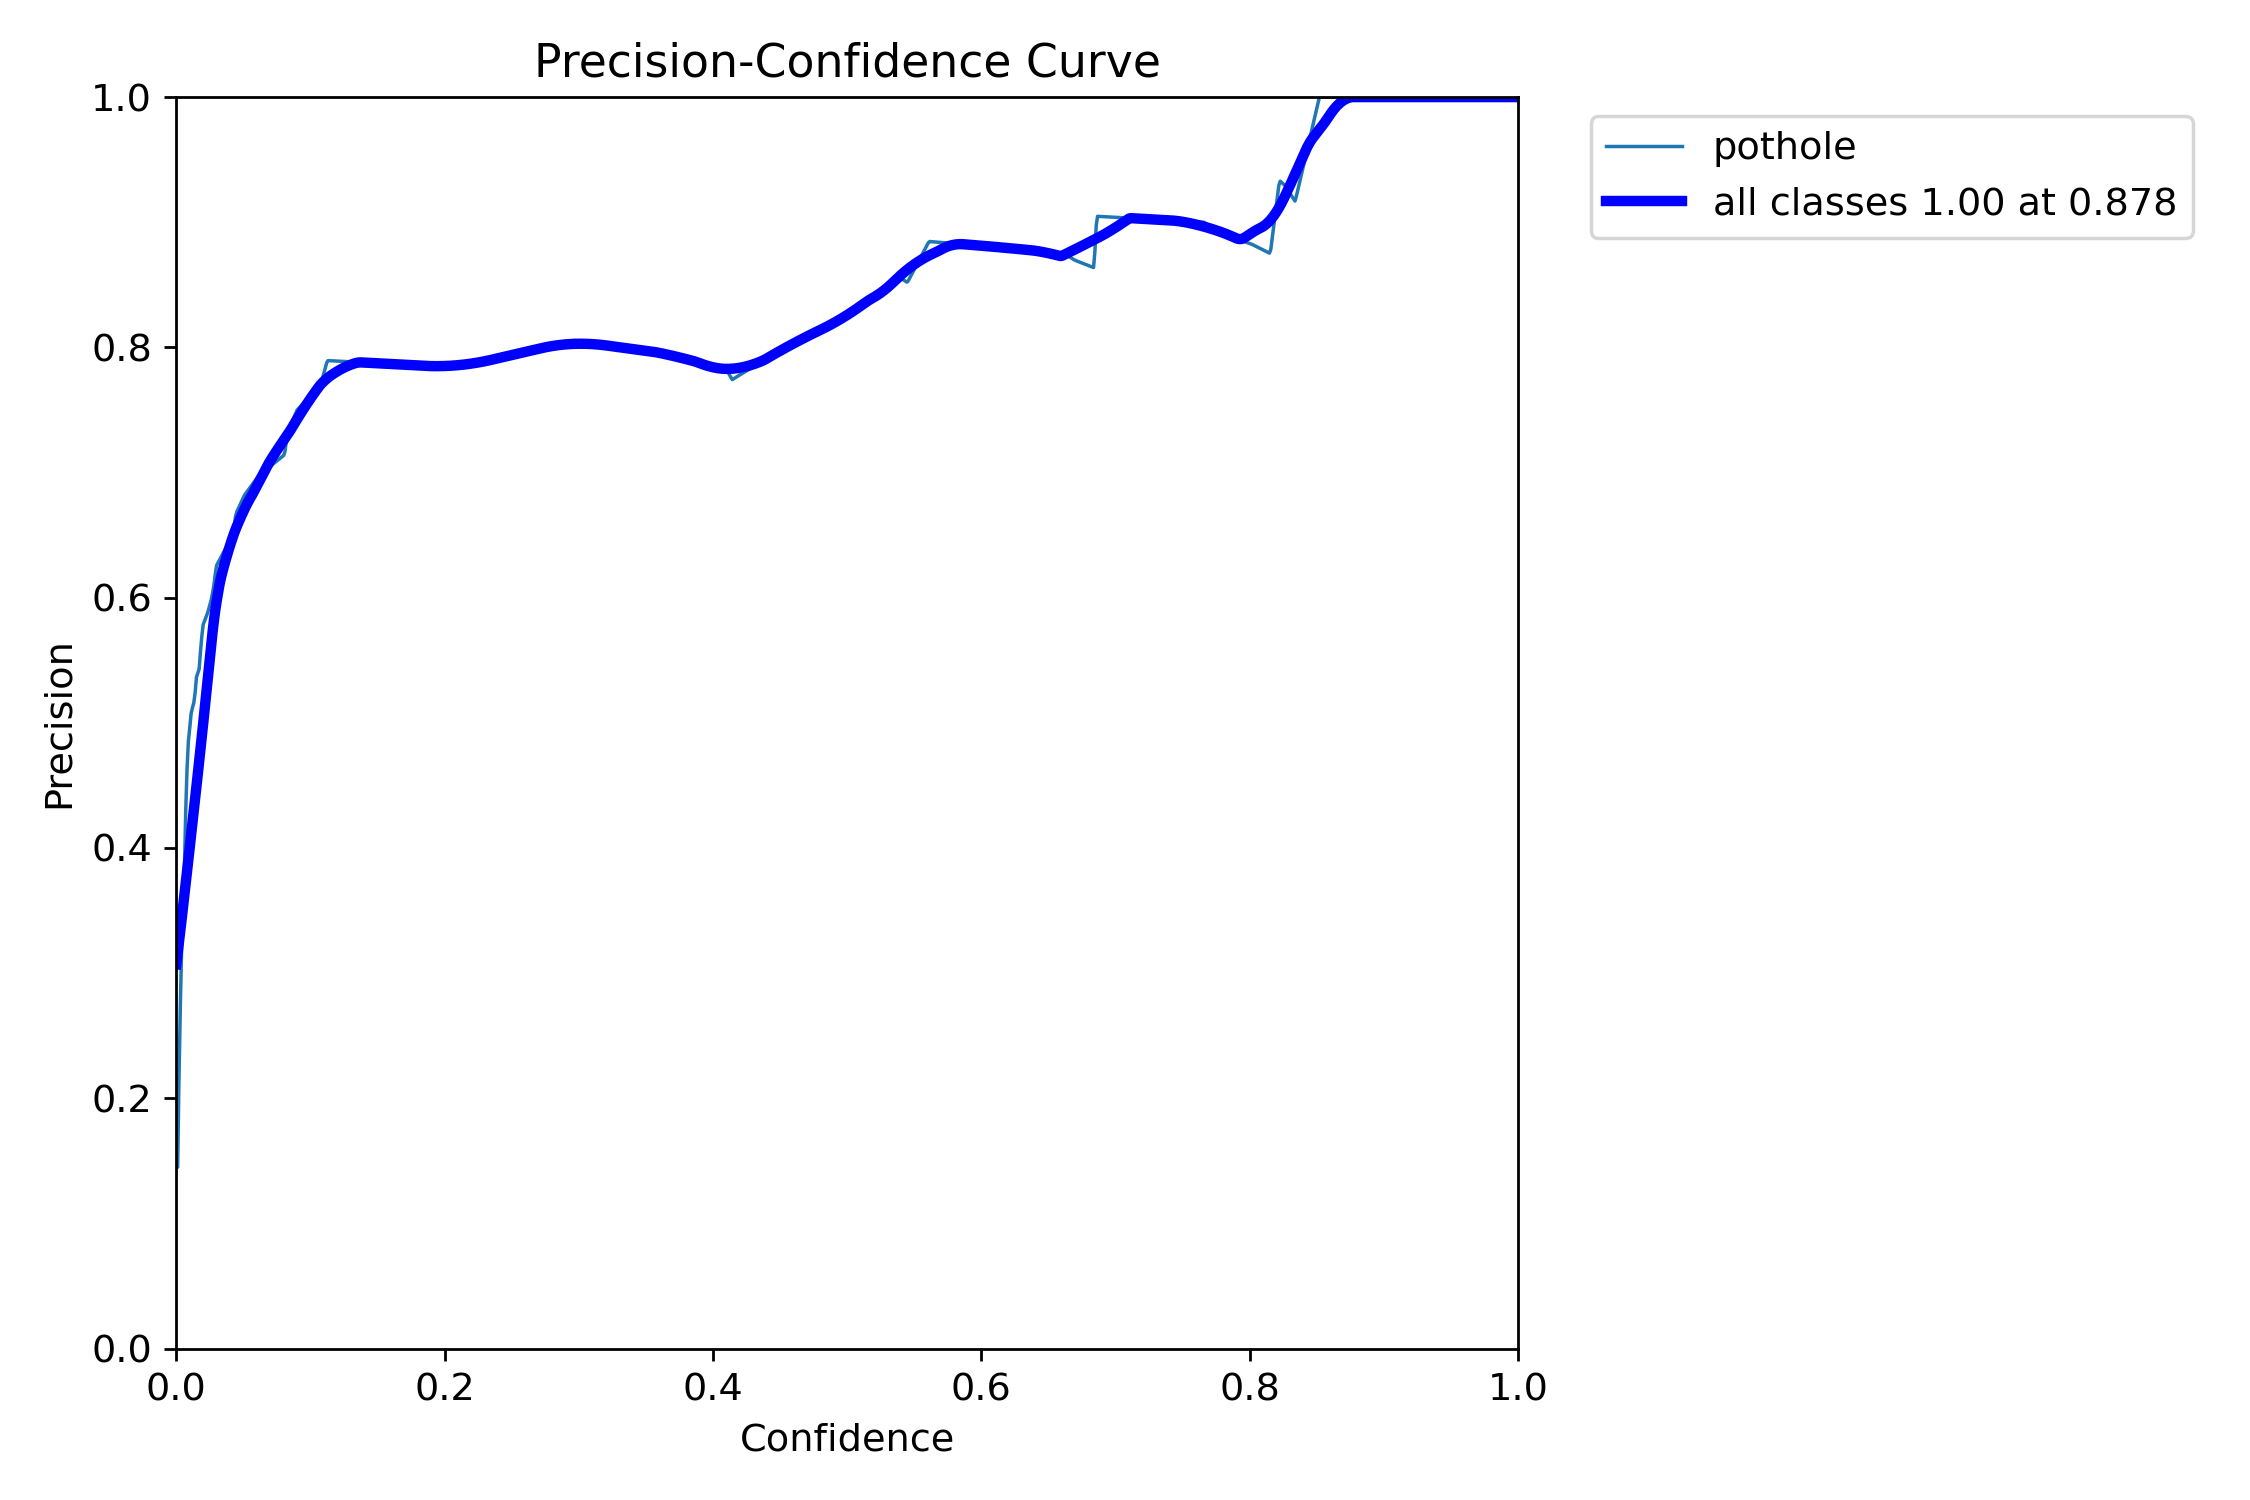 Precision-Confidence Curve
1.0
0.8
0.6
0.4
0.2
0.0
Precision
0.0 0.2 0.4 0.6 0.8 1.0
Confidence
pothole
all classes 1.00 at 0.878